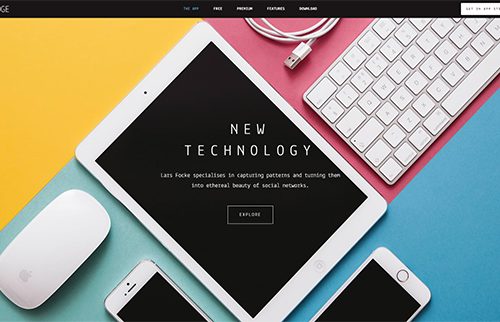 GE
THE APP FREE PREMIUM FEATURES DOWNLOAD
GET ON APP ST
NEW
TECHNOLOGY
Lars Focke specialises in capturing patterns and turning them
into ethereal beauty of social networks.
EXPLORE